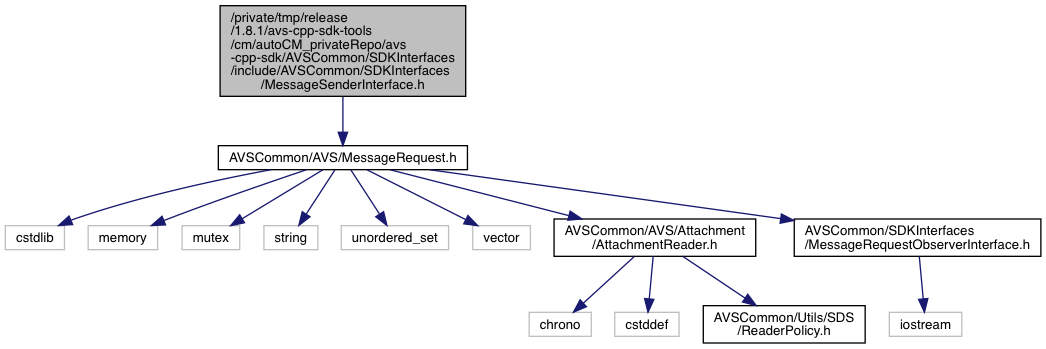 /private/tmp/release
/1.8.1/avs-cpp-sdk-tools
/cm/autoCM_privateRepo/avs
-cpp-sdk/AVSCommon/SDKInterfaces
/include/AVSCommon/SDKInterfaces
/MessageSenderInterface.h
AVSCommon/AVS/MessageRequest.h
cstdlib
memory
mutex
string
unordered_set
vector
AVSCommon/AVS/Attachment
/AttachmentReader.h
AVSCommon/SDKInterfaces
/MessageRequestObserverInterface.h
chrono
cstddef
AVSCommon/Utils/SDS
/ReaderPolicy.h
iostream